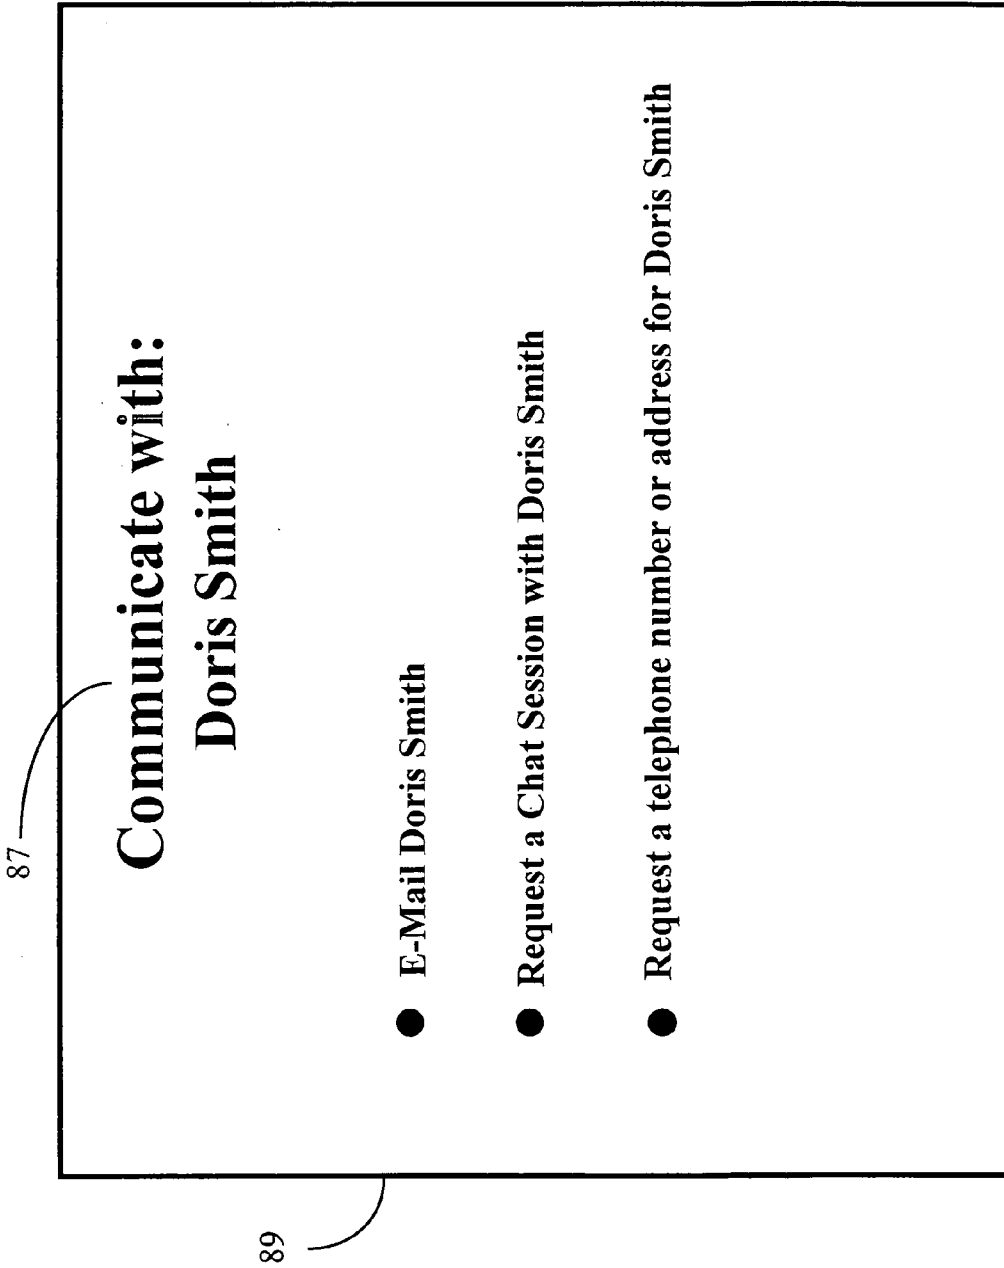 87
Communicate with:
Doris Smith
● E-Mail Doris Smith
● Request a Chat Session with Doris Smith
● Request a telephone number or address for Doris Smith
89